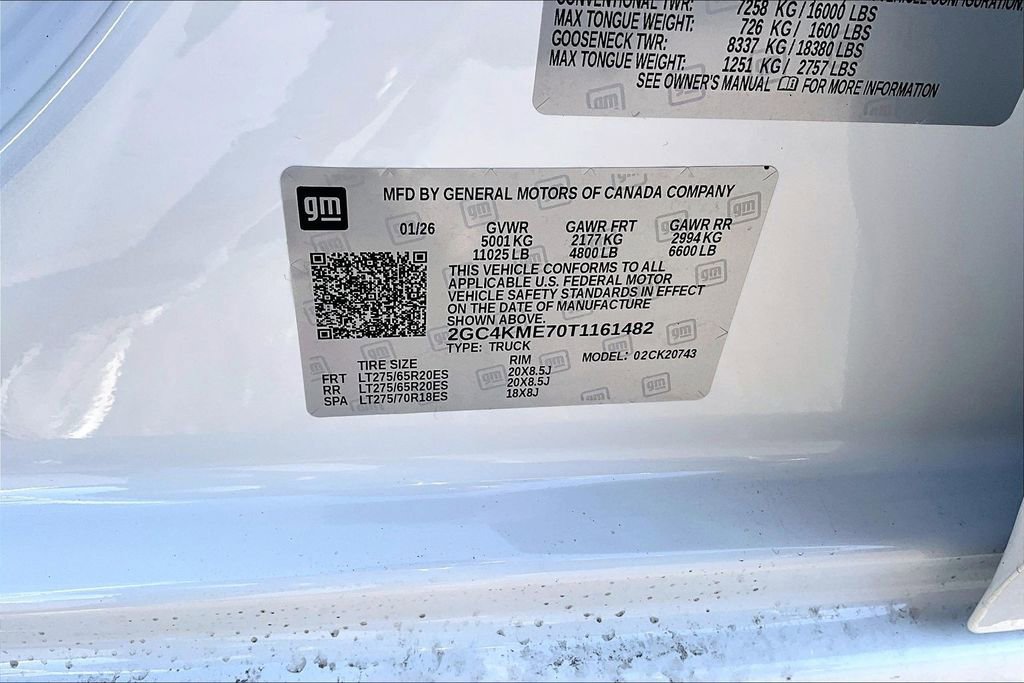 CONVENTIONAL TWR: 7258 KG/16000 LBS
MAX TONGUE WEIGHT: 726 KG/ 1600 LBS
GOOSENECK TWR: 8337 KG/18380 LBS
MAX TONGUE WEIGHT: 1251 KG/ 2757 LBS
SEE OWNER'S MANUAL FOR MORE INFORMATION
gm
MFD BY GENERAL MOTORS OF CANADA COMPANY
01/26 GVWR GAWR FRT GAWR RR
5001 KG 2177 KG 2994 KG
11025 LB 4800 LB 6600 LB
THIS VEHICLE CONFORMS TO ALL
APPLICABLE U.S. FEDERAL MOTOR
VEHICLE SAFETY STANDARDS IN EFFECT
ON THE DATE OF MANUFACTURE
SHOWN ABOVE.
2GC4KME70T1161482
TYPE: TRUCK MODEL: 02CK20743
TIRE SIZE RIM
FRT LT275/65R20ES 20X8.5J
RR LT275/65R20ES 20X8.5J
SPA LT275/70R18ES 18X8J